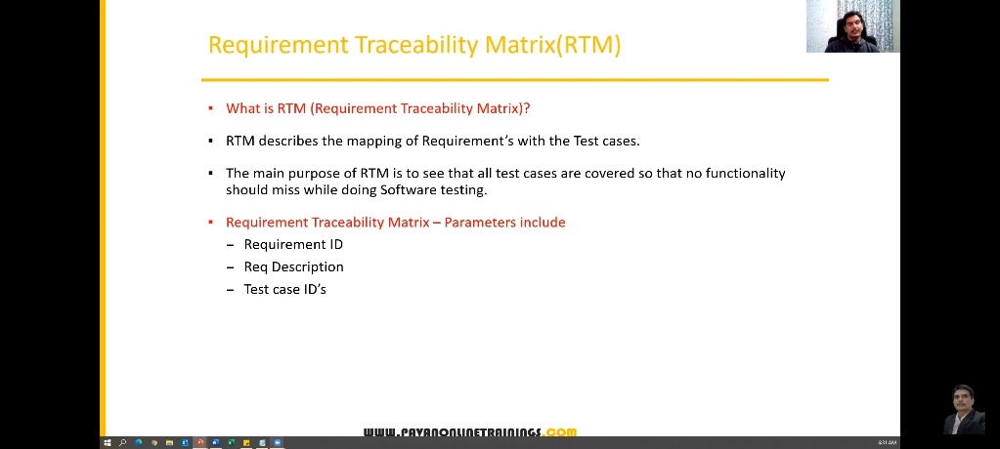 Requirement Traceability Matrix(RTM)
▪ What is RTM (Requirement Traceability Matrix)?
▪ RTM describes the mapping of Requirement's with the Test cases.
▪ The main purpose of RTM is to see that all test cases are covered so that no functionality
should miss while doing Software testing.
▪ Requirement Traceability Matrix – Parameters include
– Requirement ID
– Req Description
– Test case ID's
www.pavanonlinetrainings.com
6:31 AM